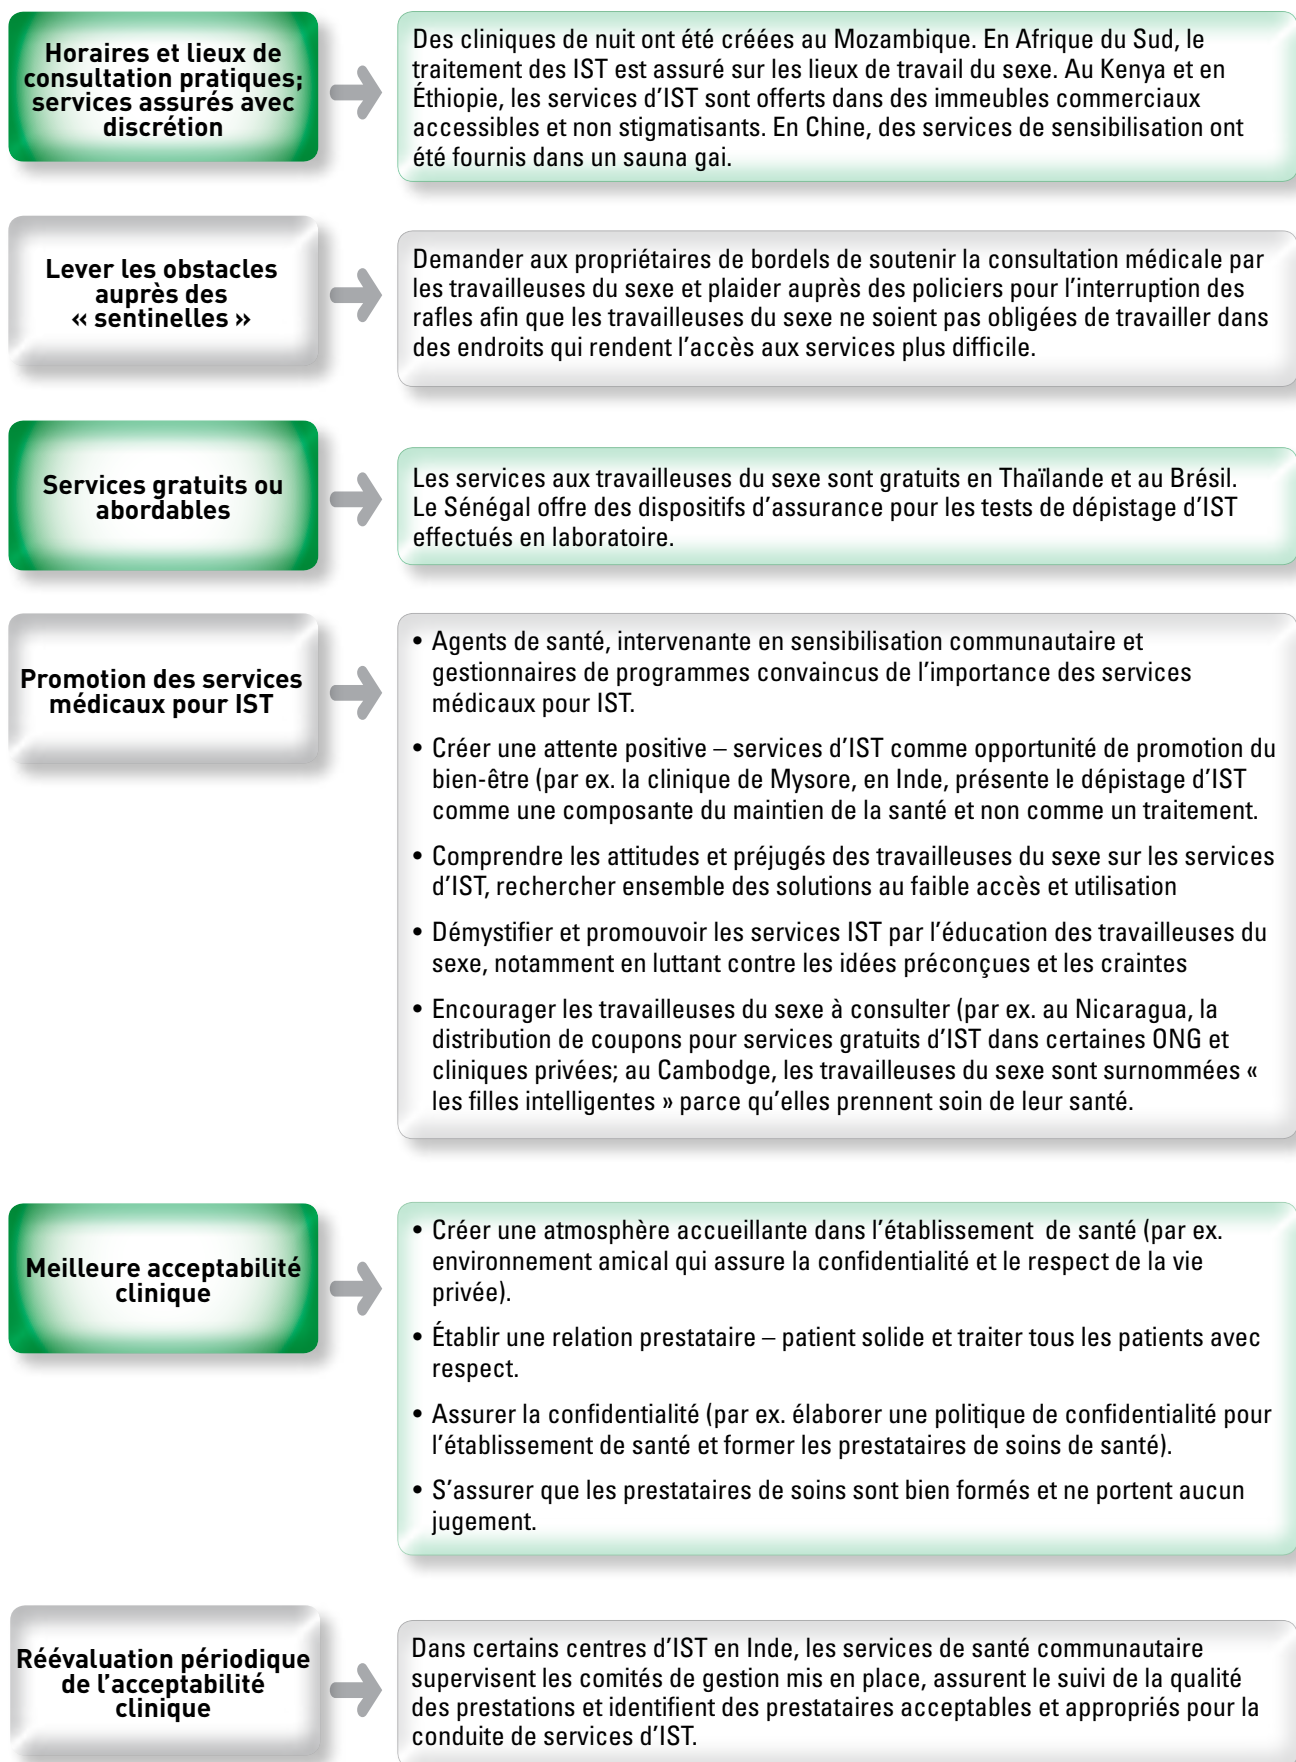 Horaires et lieux de
consultation pratiques;
services assurés avec
discrétion
Des cliniques de nuit ont été créées au Mozambique. En Afrique du Sud, le
traitement des IST est assuré sur les lieux de travail du sexe. Au Kenya et en
Éthiopie, les services d’IST sont offerts dans des immeubles commerciaux
accessibles et non stigmatisants. En Chine, des services de sensibilisation ont
été fournis dans un sauna gai.
Lever les obstacles
auprès des
« sentinelles »
Demander aux propriétaires de bordels de soutenir la consultation médicale par
les travailleuses du sexe et plaider auprès des policiers pour l’interruption des
rafles afin que les travailleuses du sexe ne soient pas obligées de travailler dans
des endroits qui rendent l’accès aux services plus difficile.
Services gratuits ou
abordables
Les services aux travailleuses du sexe sont gratuits en Thaïlande et au Brésil.
Le Sénégal offre des dispositifs d’assurance pour les tests de dépistage d’IST
effectués en laboratoire.
Promotion des services
médicaux pour IST
• Agents de santé, intervenante en sensibilisation communautaire et
gestionnaires de programmes convaincus de l’importance des services
médicaux pour IST.
• Créer une attente positive – services d’IST comme opportunité de promotion du
bien-être (par ex. la clinique de Mysore, en Inde, présente le dépistage d’IST
comme une composante du maintien de la santé et non comme un traitement.
• Comprendre les attitudes et préjugés des travailleuses du sexe sur les services
d’IST, rechercher ensemble des solutions au faible accès et utilisation
• Démystifier et promouvoir les services IST par l’éducation des travailleuses du
sexe, notamment en luttant contre les idées préconçues et les craintes
• Encourager les travailleuses du sexe à consulter (par ex. au Nicaragua, la
distribution de coupons pour services gratuits d’IST dans certaines ONG et
cliniques privées; au Cambodge, les travailleuses du sexe sont surnommées «
les filles intelligentes » parce qu’elles prennent soin de leur santé.
Meilleure acceptabilité
clinique
• Créer une atmosphère accueillante dans l’établissement de santé (par ex.
environnement amical qui assure la confidentialité et le respect de la vie
privée).
• Établir une relation prestataire – patient solide et traiter tous les patients avec
respect.
• Assurer la confidentialité (par ex. élaborer une politique de confidentialité pour
l’établissement de santé et former les prestataires de soins de santé).
• S’assurer que les prestataires de soins sont bien formés et ne portent aucun
jugement.
Réévaluation périodique
de l’acceptabilité
clinique
Dans certains centres d’IST en Inde, les services de santé communautaire
supervisent les comités de gestion mis en place, assurent le suivi de la qualité
des prestations et identifient des prestataires acceptables et appropriés pour la
conduite de services d’IST.